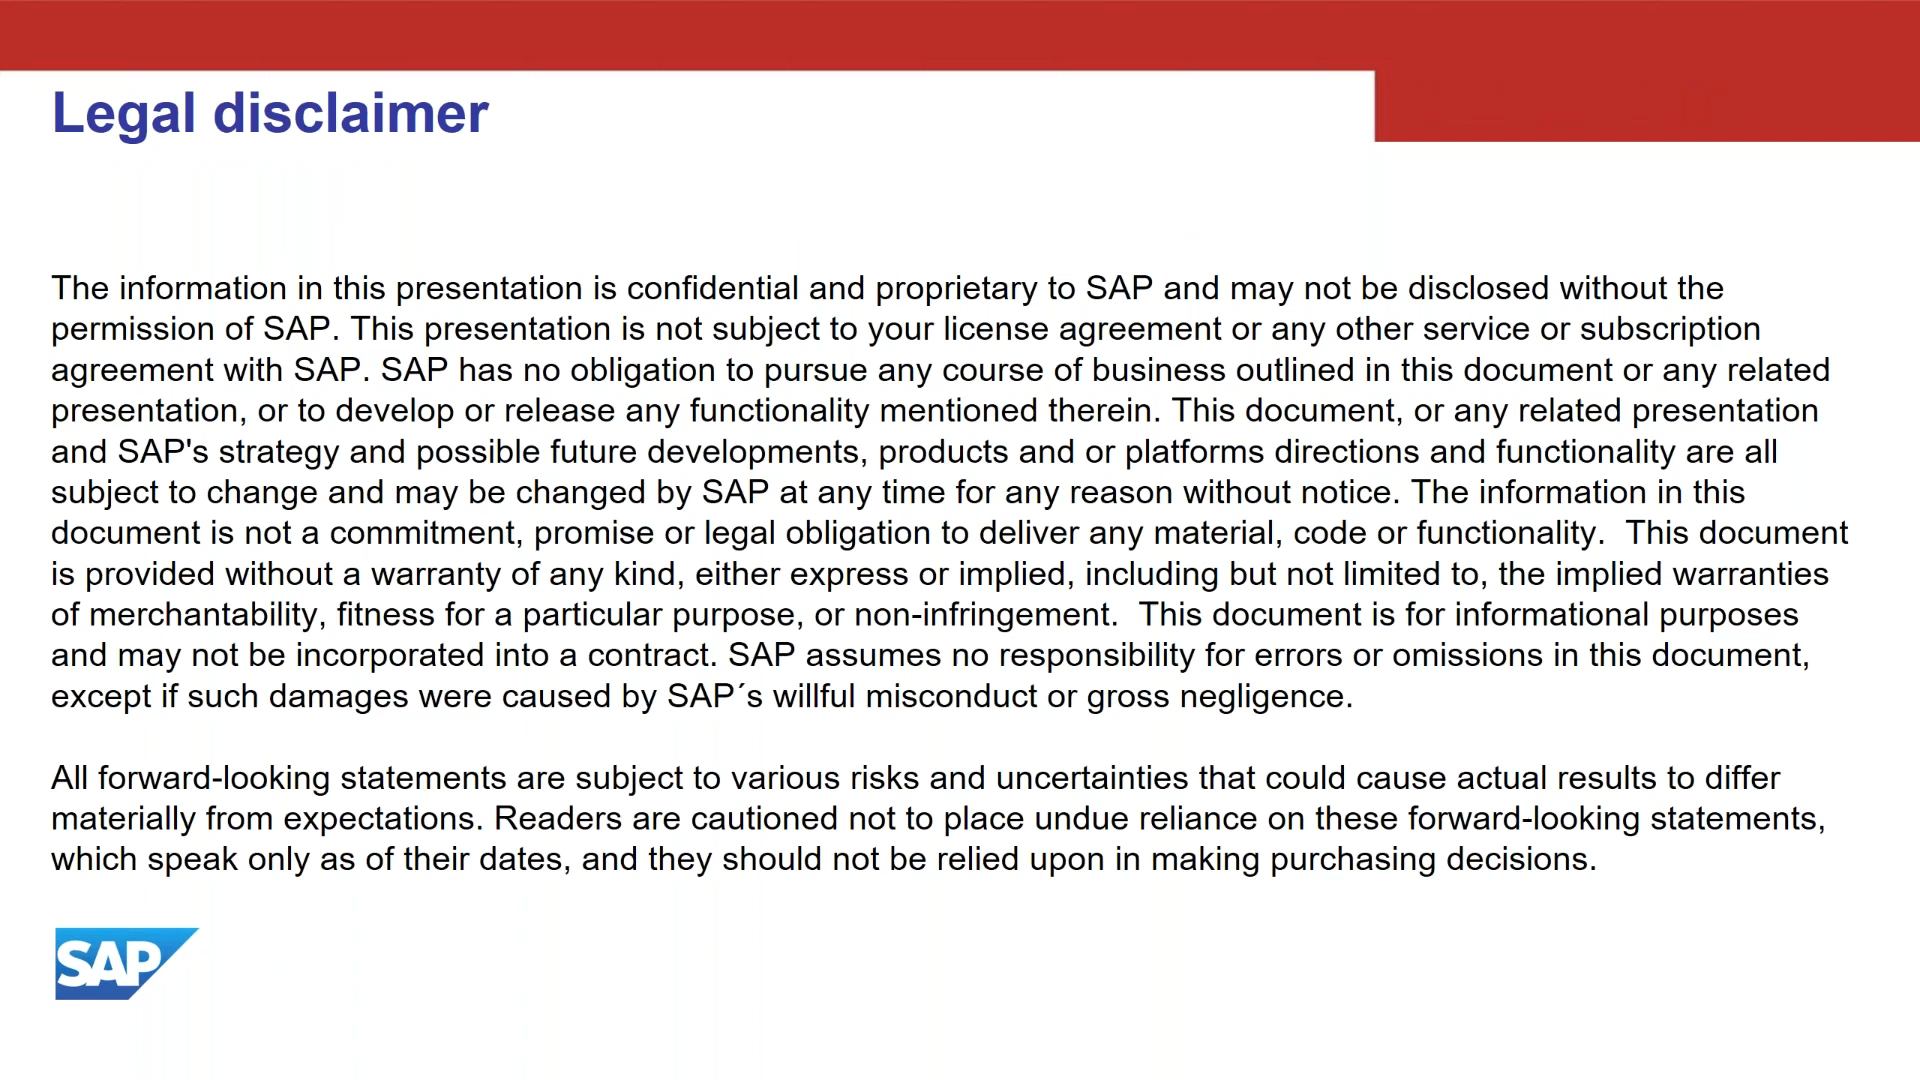 Legal disclaimer
The information in this presentation is confidential and proprietary to SAP and may not be disclosed without the
permission of SAP. This presentation is not subject to your license agreement or any other service or subscription
agreement with SAP. SAP has no obligation to pursue any course of business outlined in this document or any related
presentation, or to develop or release any functionality mentioned therein. This document, or any related presentation
and SAP's strategy and possible future developments, products and or platforms directions and functionality are all
subject to change and may be changed by SAP at any time for any reason without notice. The information in this
document is not a commitment, promise or legal obligation to deliver any material, code or functionality.  This document
is provided without a warranty of any kind, either express or implied, including but not limited to, the implied warranties
of merchantability, fitness for a particular purpose, or non-infringement.  This document is for informational purposes
and may not be incorporated into a contract. SAP assumes no responsibility for errors or omissions in this document,
except if such damages were caused by SAP´s willful misconduct or gross negligence.
All forward-looking statements are subject to various risks and uncertainties that could cause actual results to differ
materially from expectations. Readers are cautioned not to place undue reliance on these forward-looking statements,
which speak only as of their dates, and they should not be relied upon in making purchasing decisions.
SAP